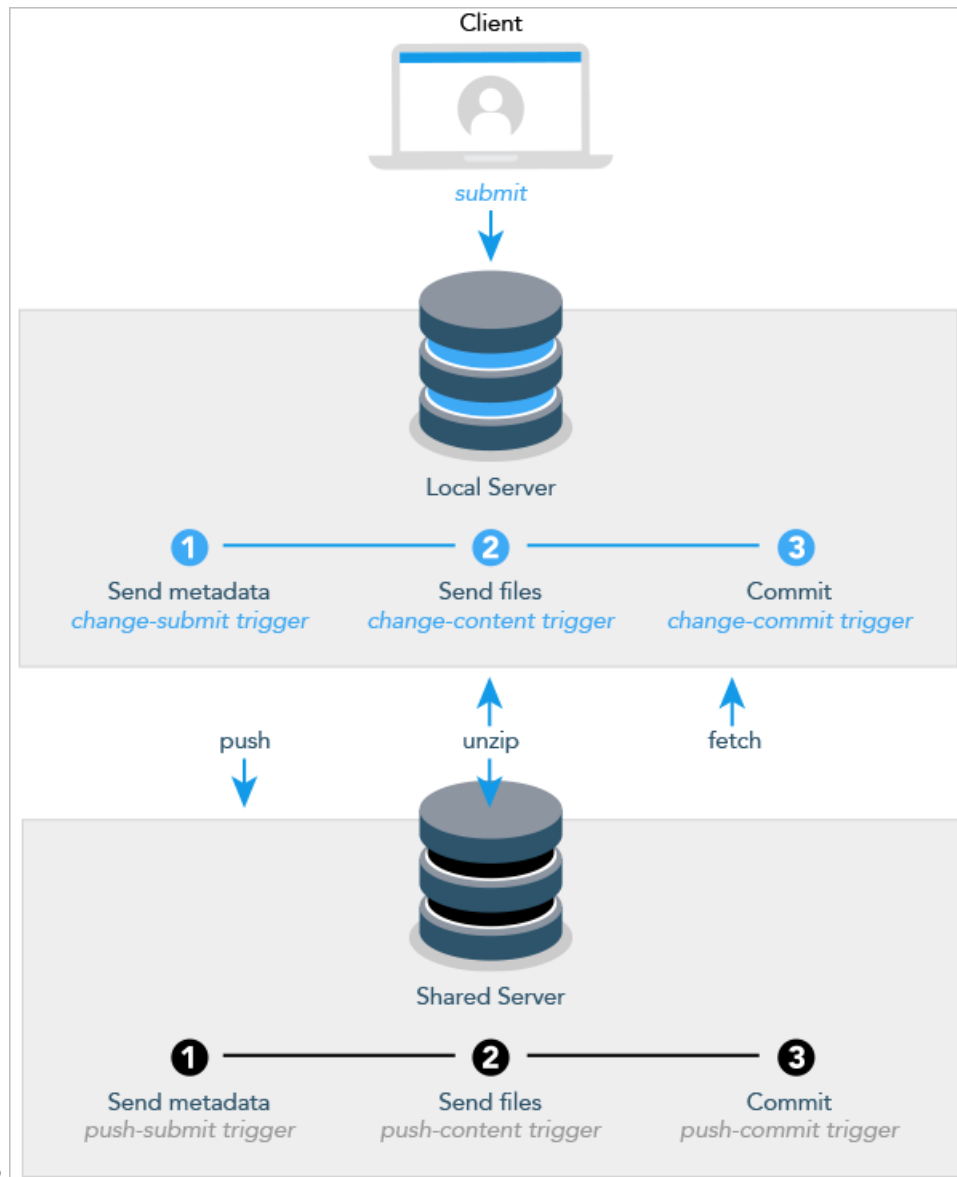 Client
submit
Local Server
1 2 3
Send metadata Send files Commit
change-submit trigger change-content trigger change-commit trigger
push unzip fetch
Shared Server
1 2 3
Send metadata Send files Commit
push-submit trigger push-content trigger push-commit trigger